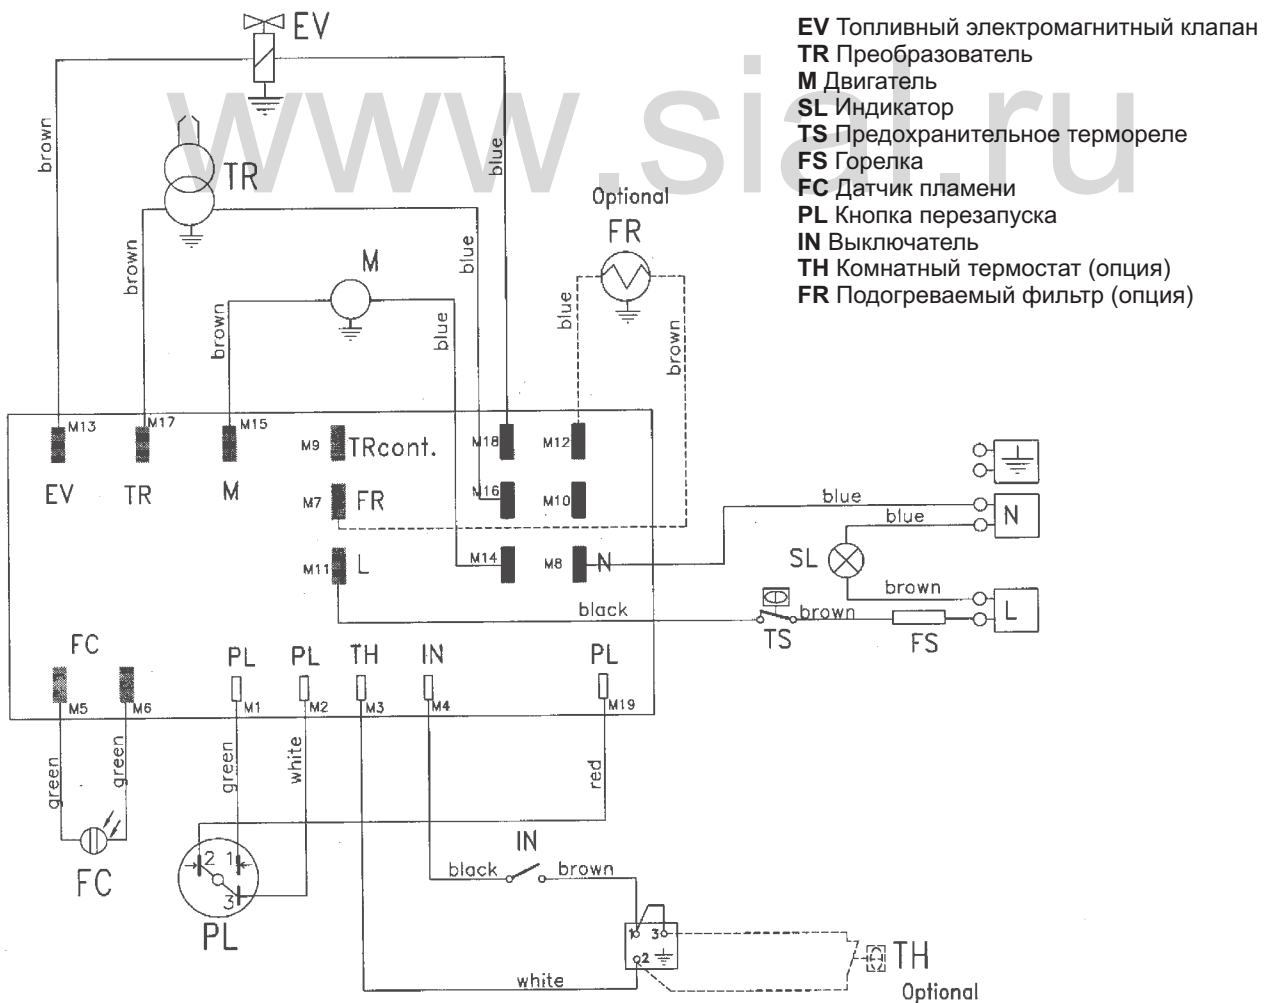 EV
EV Топливный электромагнитный клапан
TR Преобразователь
M Двигатель
SL Индикатор
TS Предохранительное термореле
FS Горелка
FC Датчик пламени
PL Кнопка перезапуска
IN Выключатель
TH Комнатный термостат (опция)
FR Подогреваемый фильтр (опция)
www.sial.ru
brown
blue
TR
Optional
FR
brown
blue
M
brown
blue
blue
brown
M13
M17
M15
M9
TRcont.
M18
M12
EV
TR
M
M7
FR
M16
M10
M11
L
M14
M8
N
blue
blue
N
SL
brown
L
black
TS
brown
FS
FC
PL
PL
TH
IN
PL
M5
M6
M1
M2
M3
M4
M19
green
green
green
white
red
FC
2
1
3
PL
IN
black
brown
1
3
2
white
TH
Optional